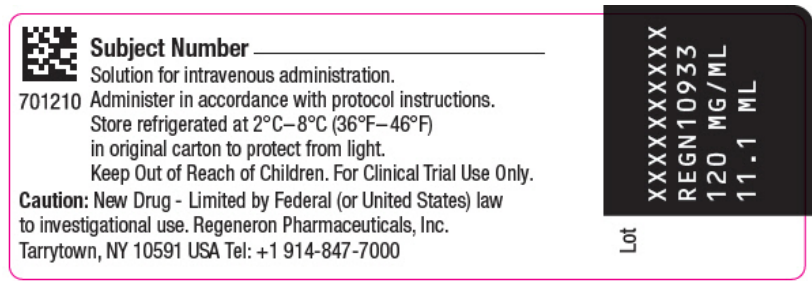 Subject Number
Solution for intravenous administration.
701210 Administer in accordance with protocol instructions.
Store refrigerated at 2°C–8°C (36°F–46°F)
in original carton to protect from light.
Keep Out of Reach of Children. For Clinical Trial Use Only.
Caution: New Drug - Limited by Federal (or United States) law
to investigational use. Regeneron Pharmaceuticals, Inc.
Tarrytown, NY 10591 USA Tel: +1 914-847-7000
Lot
XXXXXXXXXXX
REGN10933
120 MG/ML
11.1 ML